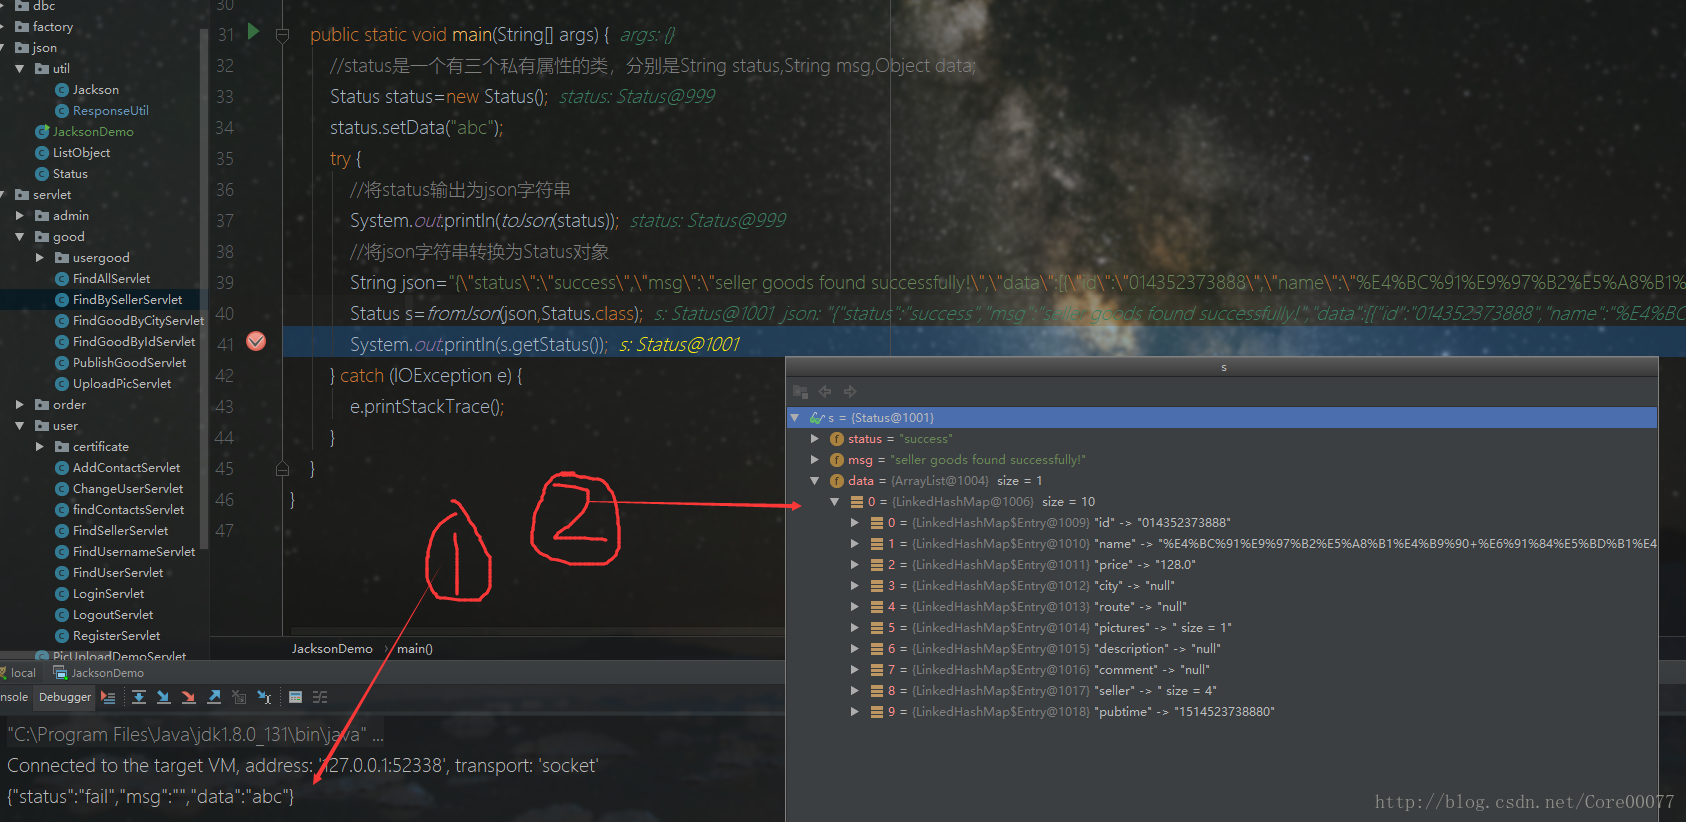 dbc
factory
json
util
Jackson
ResponseUtil
JacksonDemo
ListObject
Status
servlet
admin
good
usergood
FindAllServlet
FindBySellerServlet
FindGoodByCityServlet
FindGoodByIdServlet
PublishGoodServlet
UploadPicServlet
order
user
certificate
AddContactServlet
ChangeUserServlet
findContactsServlet
FindSellerServlet
FindUsernameServlet
FindUserServlet
LoginServlet
LogoutServlet
RegisterServlet
PicUploadDemoServlet
30
31 public static void main(String[] args) { args: {}
32 //status是一个有三个私有属性的类，分别是String status,String msg,Object data;
33 Status status=new Status(); status: Status@999
34 status.setData("abc");
35 try {
36 //将status输出为json字符串
37 System.out.println(toJson(status)); status: Status@999
38 //将json字符串转换为Status对象
39 String json="{\"status\":\"success\",\"msg\":\"seller goods found successfully!\",\"data\":[{\"id\":\"014352373888\",\"name\":\"%E4%BC%91%E9%97%B2%E5%A8%B1%
40 Status s=fromJson(json,Status.class); s: Status@1001 json: "{"status":"success","msg":"seller goods found successfully!","data":[{"id":"014352373888","name":"%E4%BC
41 System.out.println(s.getStatus()); s: Status@1001
42 } catch (IOException e) {
43 e.printStackTrace();
44 }
45 }
46 }
47
1
2
JacksonDemo main()
s
s = {Status@1001}
status = "success"
msg = "seller goods found successfully!"
data = {ArrayList@1004} size = 1
0 = {LinkedHashMap@1006} size = 10
0 = {LinkedHashMap$Entry@1009} "id" -> "014352373888"
1 = {LinkedHashMap$Entry@1010} "name" -> "%E4%BC%91%E9%97%B2%E5%A8%B1%E4%B9%90+%E6%91%84%E5%BD%B1%E4
2 = {LinkedHashMap$Entry@1011} "price" -> "128.0"
3 = {LinkedHashMap$Entry@1012} "city" -> "null"
4 = {LinkedHashMap$Entry@1013} "route" -> "null"
5 = {LinkedHashMap$Entry@1014} "pictures" -> " size = 1"
6 = {LinkedHashMap$Entry@1015} "description" -> "null"
7 = {LinkedHashMap$Entry@1016} "comment" -> "null"
8 = {LinkedHashMap$Entry@1017} "seller" -> " size = 4"
9 = {LinkedHashMap$Entry@1018} "pubtime" -> "1514523738880"
local JacksonDemo
nsole Debugger
"C:\Program Files\Java\jdk1.8.0_131\bin\java" ...
Connected to the target VM, address: '127.0.0.1:52338', transport: 'socket'
{"status":"fail","msg":"","data":"abc"}
http://blog.csdn.net/Core00077